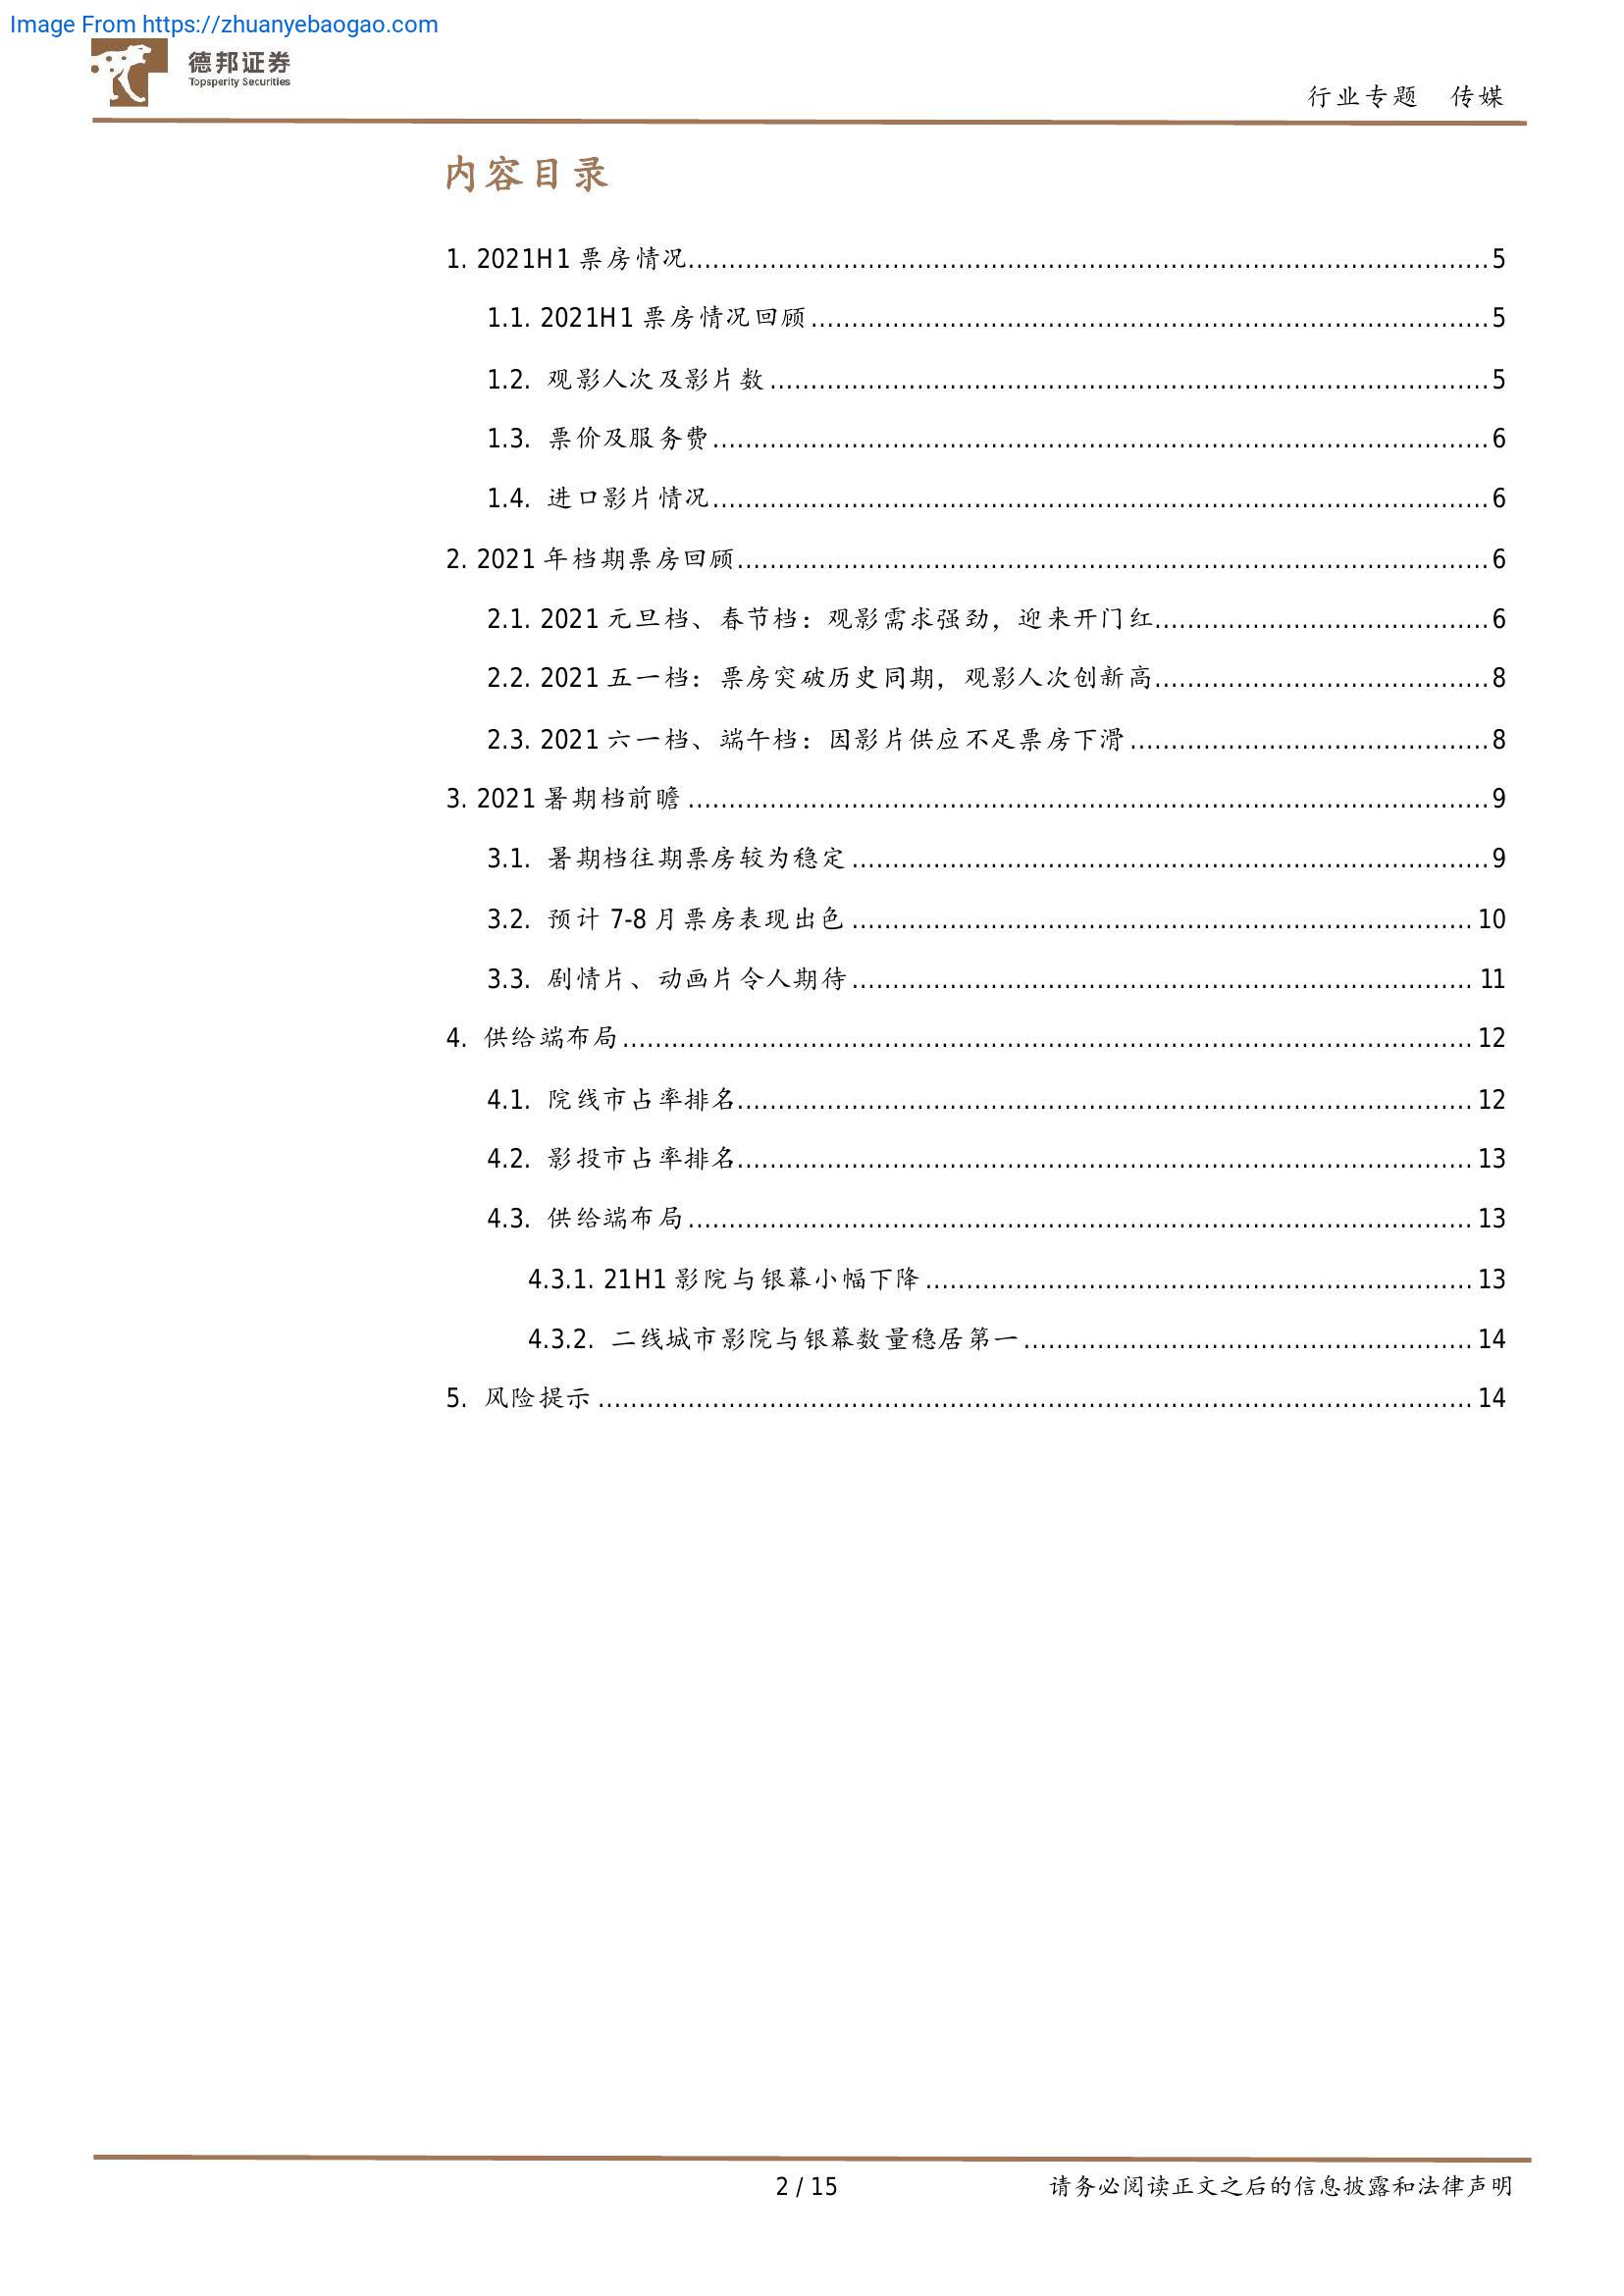 Image From https://zhuanyebaogao.com
德邦证券
Topsperity Securities
行业专题 传媒
内容目录
1. 2021H1 票房情况 5
1.1. 2021H1 票房情况回顾 5
1.2. 观影人次及影片数 5
1.3. 票价及服务费 6
1.4. 进口影片情况 6
2. 2021 年档期票房回顾 6
2.1. 2021 元旦档、春节档：观影需求强劲，迎来开门红 6
2.2. 2021 五一档：票房突破历史同期，观影人次创新高 8
2.3. 2021 六一档、端午档：因影片供应不足票房下滑 8
3. 2021 暑期档前瞻 9
3.1. 暑期档往期票房较为稳定 9
3.2. 预计 7-8 月票房表现出色 10
3.3. 剧情片、动画片令人期待 11
4. 供给端布局 12
4.1. 院线市占率排名 12
4.2. 影投市占率排名 13
4.3. 供给端布局 13
4.3.1. 21H1 影院与银幕小幅下降 13
4.3.2. 二线城市影院与银幕数量稳居第一 14
5. 风险提示 14
2 / 15
请务必阅读正文之后的信息披露和法律声明